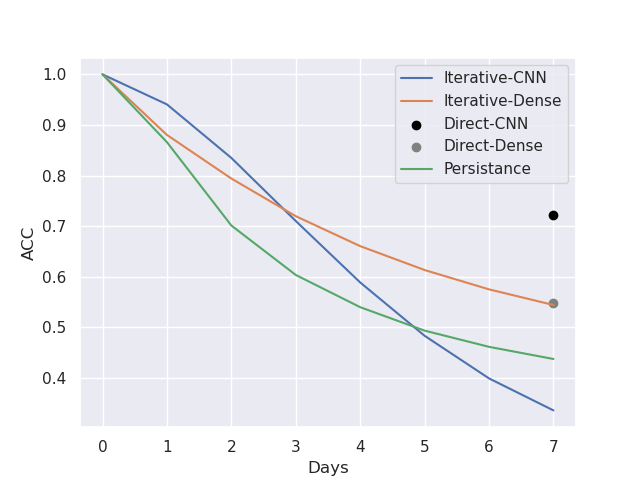 1.0
0.9
0.8
0.7
0.6
0.5
0.4
ACC
Iterative-CNN
Iterative-Dense
Direct-CNN
Direct-Dense
Persistance
0 1 2 3 4 5 6 7
Days